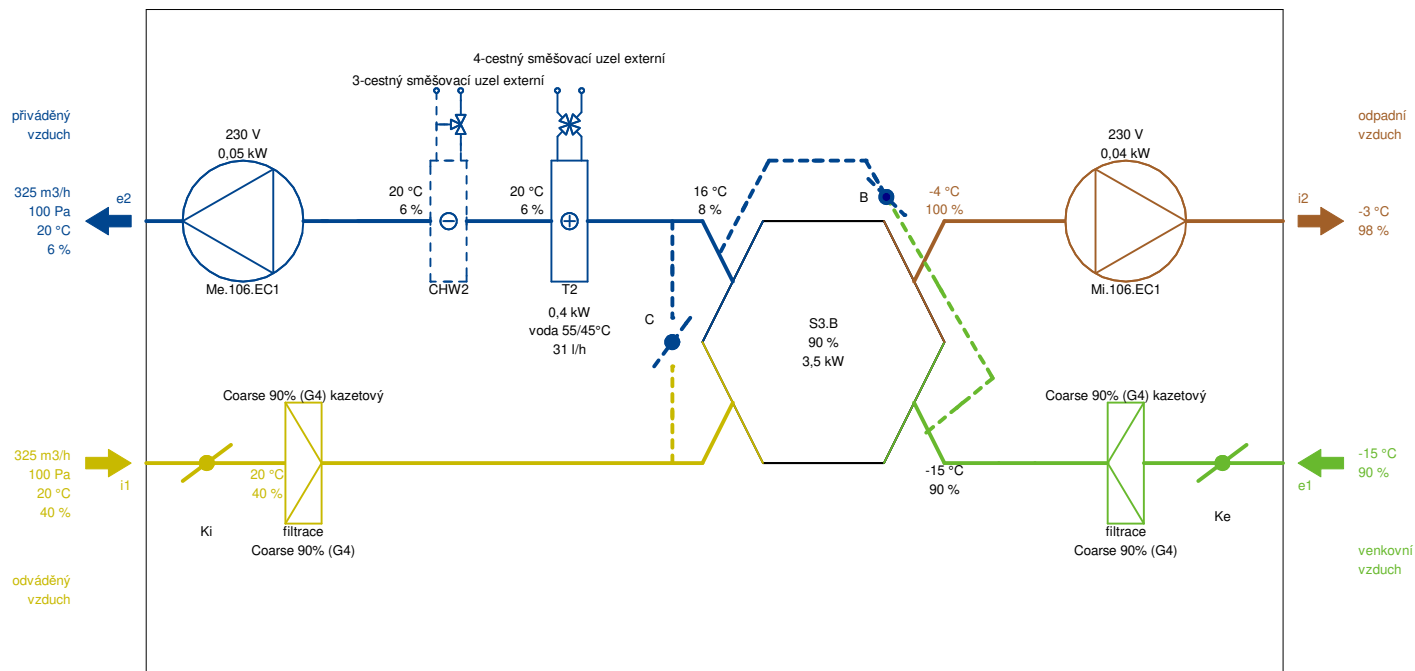 4-cestný směšovací uzel externí
3-cestný směšovací uzel externí
přiváděný
vzduch
325 m3/h
100 Pa
20 °C
6 %
e2
230 V
0,05 kW
Me.106.EC1
20 °C
6 %
CHW2
20 °C
6 %
T2
0,4 kW
voda 55/45°C
31 l/h
16 °C
8 %
C
B
S3.B
90 %
3,5 kW
-4 °C
100 %
230 V
0,04 kW
Mi.106.EC1
odpadní
vzduch
i2
-3 °C
98 %
325 m3/h
100 Pa
20 °C
40 %
i1
Ki
20 °C
40 %
Coarse 90% (G4) kazetový
filtrace
Coarse 90% (G4)
odváděný
vzduch
-15 °C
90 %
Coarse 90% (G4) kazetový
filtrace
Coarse 90% (G4)
Ke
e1
-15 °C
90 %
venkovní
vzduch